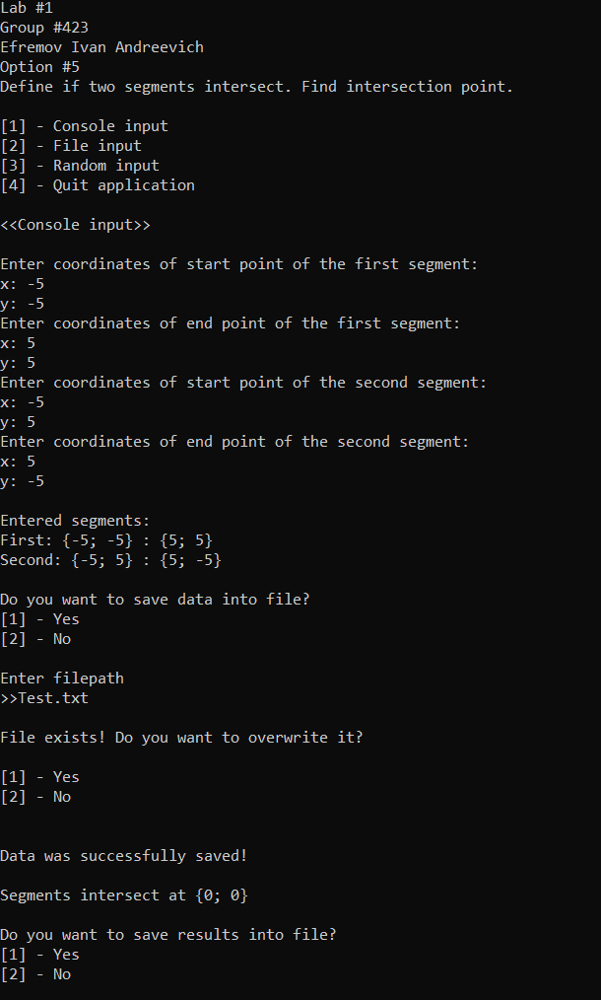 Lab #1
Group #423
Efremov Ivan Andreevich
Option #5
Define if two segments intersect. Find intersection point.
[1] - Console input
[2] - File input
[3] - Random input
[4] - Quit application
<<Console input>>
Enter coordinates of start point of the first segment:
x: -5
y: -5
Enter coordinates of end point of the first segment:
x: 5
y: 5
Enter coordinates of start point of the second segment:
x: -5
y: 5
Enter coordinates of end point of the second segment:
x: 5
y: -5
Entered segments:
First: {-5; -5} : {5; 5}
Second: {-5; 5} : {5; -5}
Do you want to save data into file?
[1] - Yes
[2] - No
Enter filepath
>>Test.txt
File exists! Do you want to overwrite it?
[1] - Yes
[2] - No
Data was successfully saved!
Segments intersect at {0; 0}
Do you want to save results into file?
[1] - Yes
[2] - No